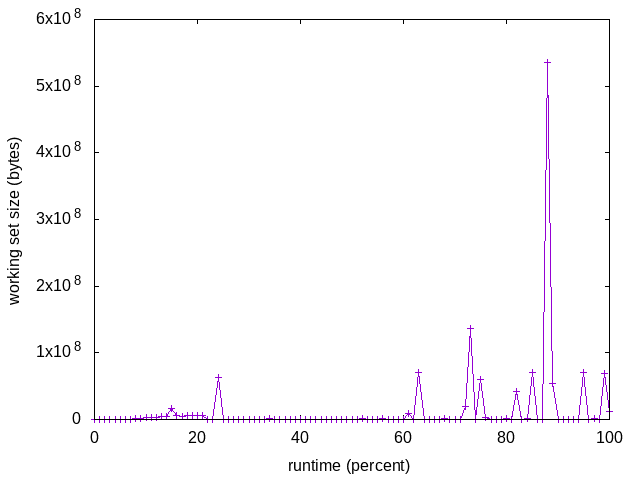 6x10^8
5x10^8
4x10^8
3x10^8
2x10^8
1x10^8
0
working set size (bytes)
0 20 40 60 80 100
runtime (percent)